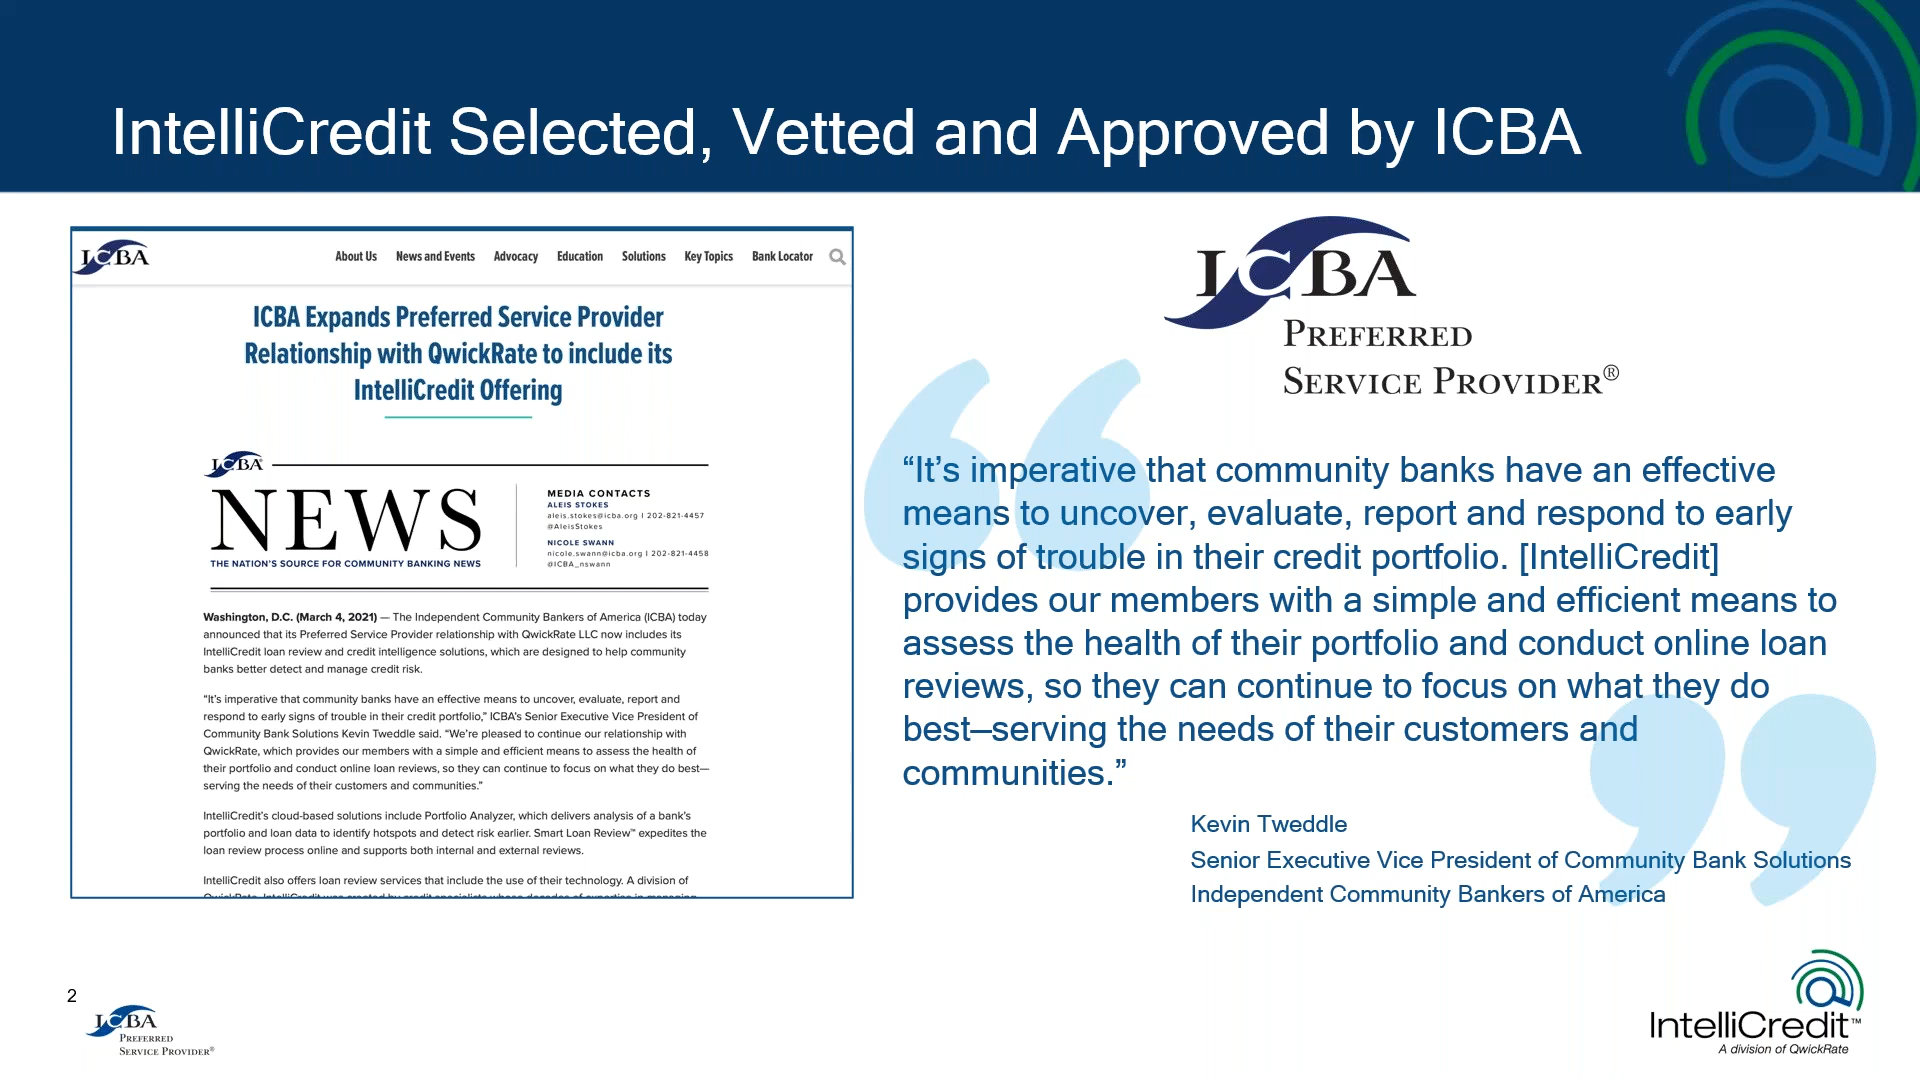 IntelliCredit Selected, Vetted and Approved by ICBA
ICBA
About Us News and Events Advocacy Education Solutions Key Topics Bank Locator
ICBA Expands Preferred Service Provider
Relationship with QwickRate to include its
IntelliCredit Offering
ICBA
NEWS
THE NATION'S SOURCE FOR COMMUNITY BANKING NEWS
MEDIA CONTACTS
ALEIS STOKES
aleis.stokes@icba.org I 202-821-4457
@AleisStokes
NICOLE SWANN
nicole.swann@icba.org I 202-821-4458
@ICBA_nswann
Washington, D.C. (March 4, 2021) — The Independent Community Bankers of America (ICBA) today
announced that its Preferred Service Provider relationship with QwickRate LLC now includes its
IntelliCredit loan review and credit intelligence solutions, which are designed to help community
banks better detect and manage credit risk.
“It’s imperative that community banks have an effective means to uncover, evaluate, report and
respond to early signs of trouble in their credit portfolio,” ICBA’s Senior Executive Vice President of
Community Bank Solutions Kevin Tweddle said. “We’re pleased to continue our relationship with
QwickRate, which provides our members with a simple and efficient means to assess the health of
their portfolio and conduct online loan reviews, so they can continue to focus on what they do best—
serving the needs of their customers and communities.”
IntelliCredit’s cloud-based solutions include Portfolio Analyzer, which delivers analysis of a bank’s
portfolio and loan data to identify hotspots and detect risk earlier. Smart Loan Review™ expedites the
loan review process online and supports both internal and external reviews.
IntelliCredit also offers loan review services that include the use of their technology. A division of
QwickRate, IntelliCredit was created by credit specialists whose decades of expertise in managing
ICBA
PREFERRED
SERVICE PROVIDER®
“It’s imperative that community banks have an effective
means to uncover, evaluate, report and respond to early
signs of trouble in their credit portfolio. [IntelliCredit]
provides our members with a simple and efficient means to
assess the health of their portfolio and conduct online loan
reviews, so they can continue to focus on what they do
best—serving the needs of their customers and
communities.”
Kevin Tweddle
Senior Executive Vice President of Community Bank Solutions
Independent Community Bankers of America
2
ICBA
PREFERRED
SERVICE PROVIDER®
IntelliCredit™
A division of QwickRate